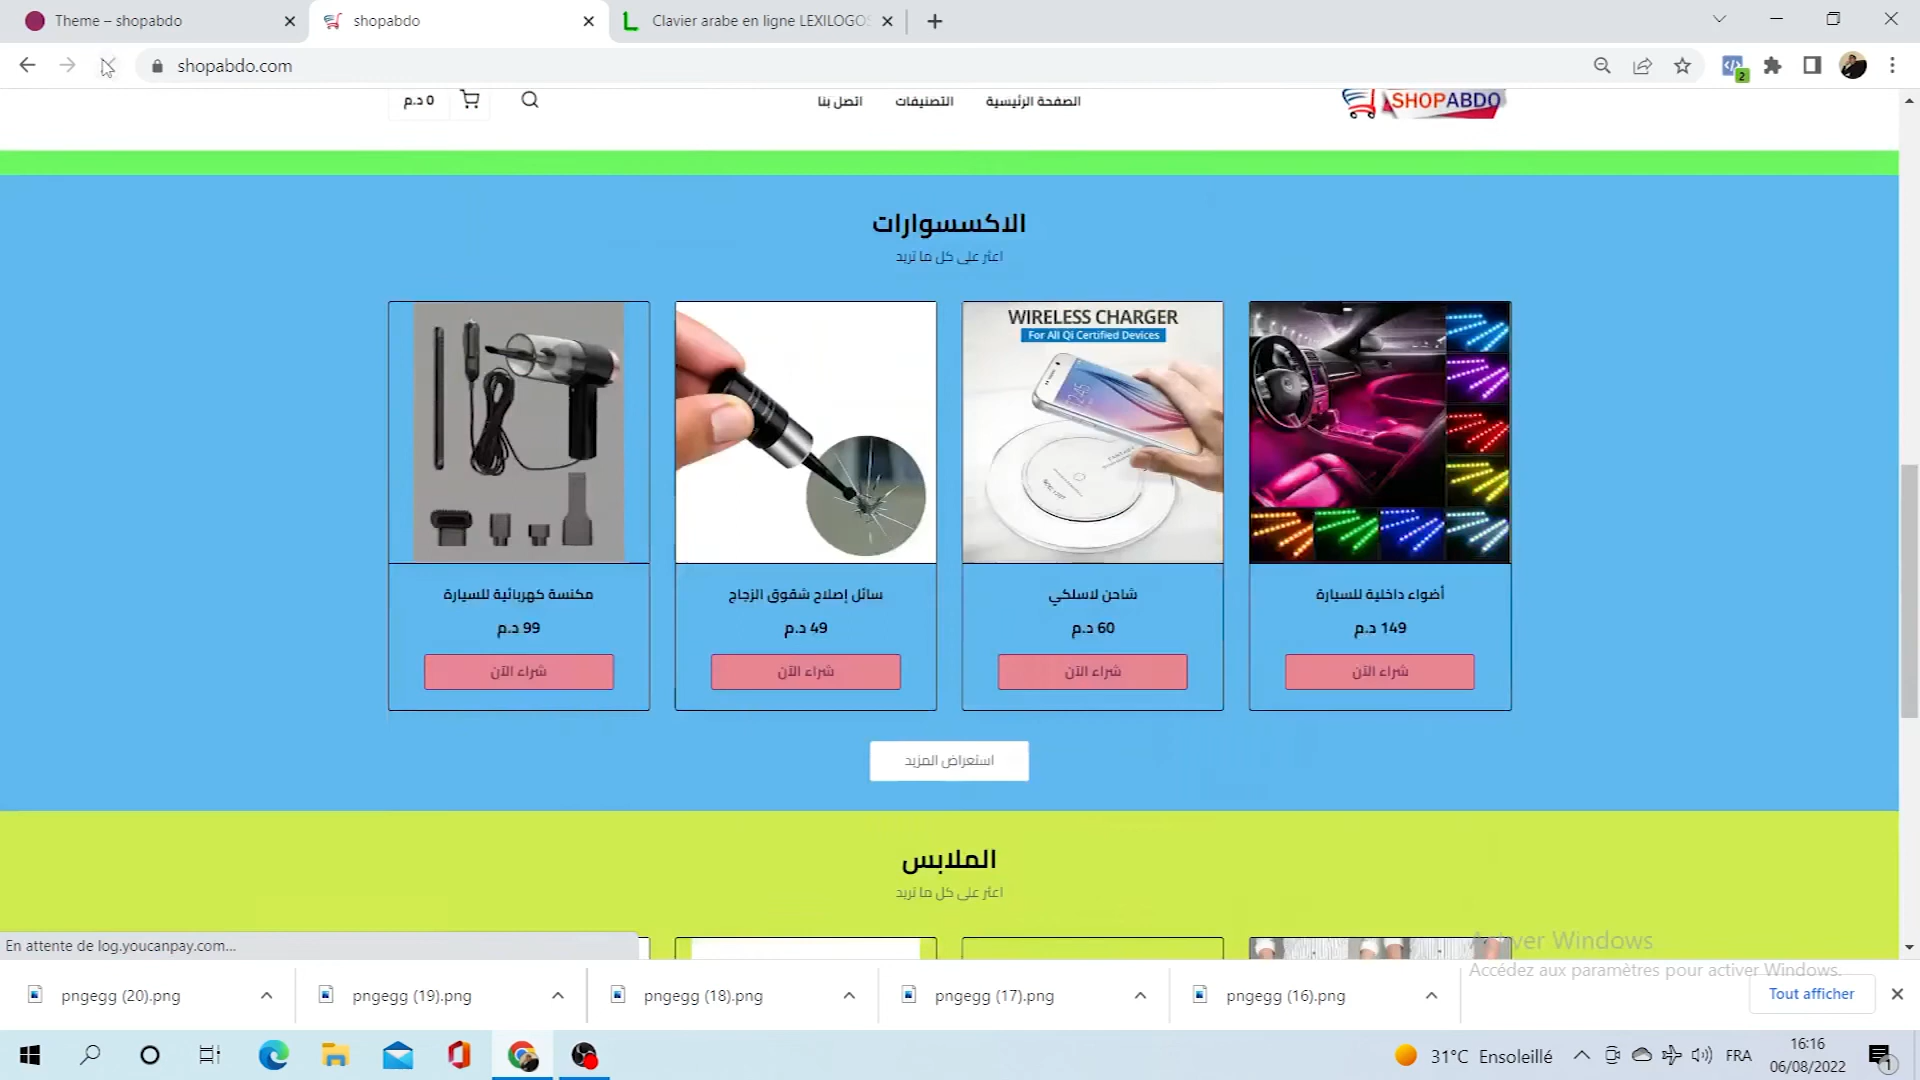 Theme – shopabdo
shopabdo
Clavier arabe en ligne LEXILOGOS
shopabdo.com
2
SHOPABDO
الصفحة الرئيسية
التصنيفات
اتصل بنا
0 د.م
الاكسسوارات
اعثر على كل ما تريد
WIRELESS CHARGER
For All Qi Certified Devices
أضواء داخلية للسيارة
شاحن لاسلكي
سائل إصلاح شقوق الزجاج
مكنسة كهربائية للسيارة
149 د.م
60 د.م
49 د.م
99 د.م
شراء الآن
شراء الآن
شراء الآن
شراء الآن
استعراض المزيد
الملابس
اعثر على كل ما تريد
En attente de log.youcanpay.com...
Activer Windows
Accédez aux paramètres pour activer Windows.
pngegg (20).png
pngegg (19).png
pngegg (18).png
pngegg (17).png
pngegg (16).png
Tout afficher
31°C Ensoleillé
FRA
16:16
06/08/2022
1